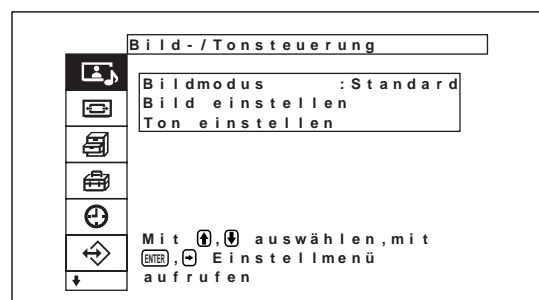 Bild-/Tonsteuerung
Bildmodus :Standard
Bild einstellen
Ton einstellen
Mit ↑,↓ auswählen,mit
ENTER,→ Einstellmenü
aufrufen